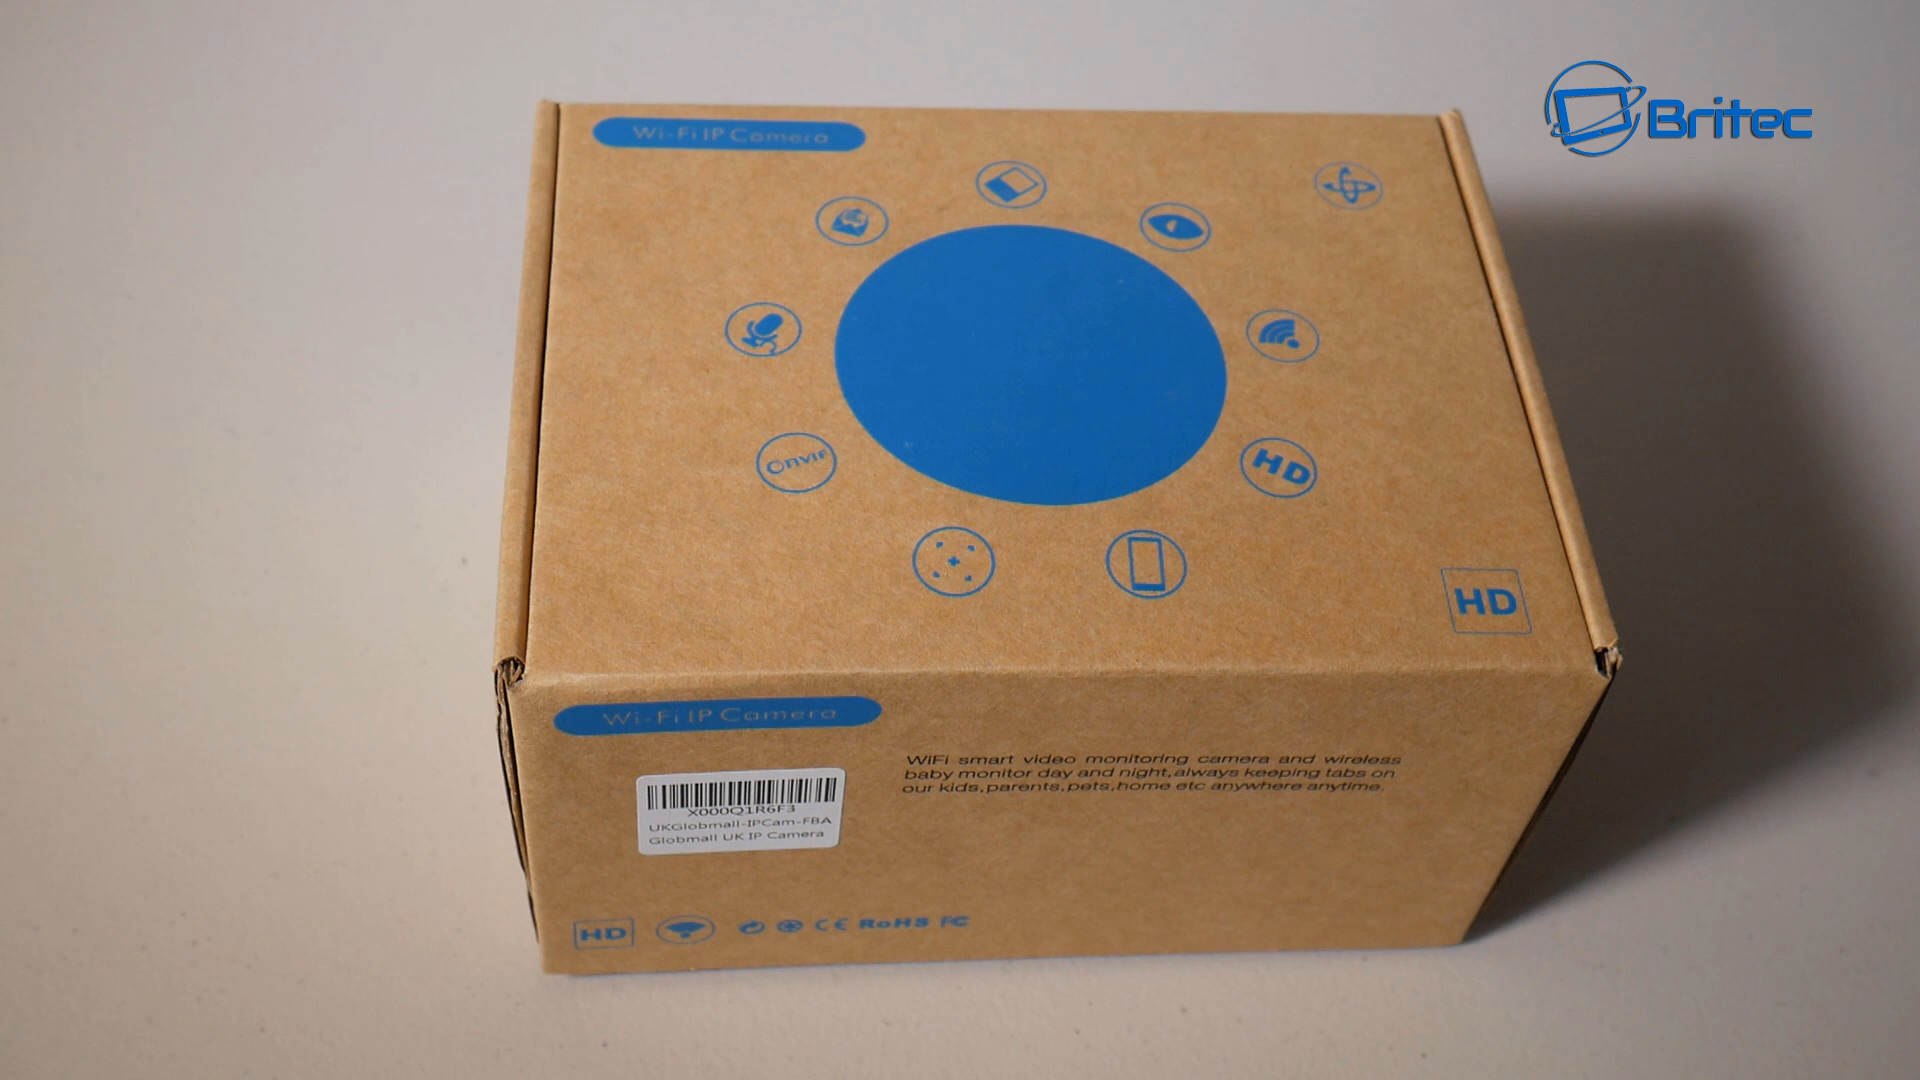 Britec
Wi-Fi IP Camera
Onvif
HD
HD
Wi-Fi IP Camera
WiFi smart video monitoring camera and wireless
baby monitor day and night,always keeping tabs on
our kids,parents,pets,home etc anywhere anytime.
X000Q1R6F3
UKGlobmall-IPCam-FBA
Globmall UK IP Camera
HD
CE RoHS FC